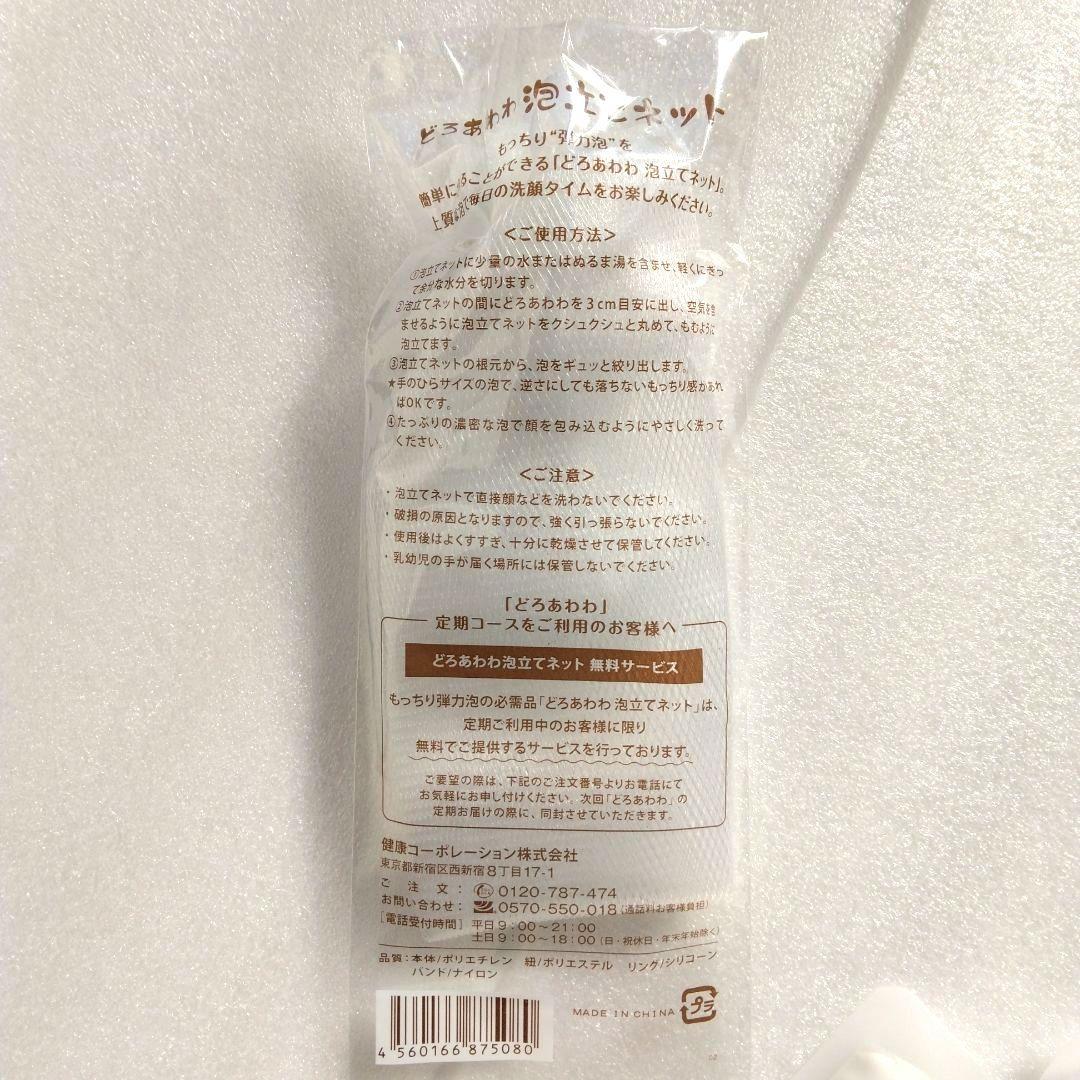 どろあわわ 泡立てネット
もっちり“弾力泡”を
簡単に作ることができる「どろあわわ 泡立てネット」。
上質な泡で毎日の洗顔タイムをお楽しみください。
＜ご使用方法＞
①泡立てネットに少量の水またはぬるま湯を含ませ、軽くにぎっ
て余分な水分を切ります。
②泡立てネットの間にどろあわわを3cm目安に出し、空気を含
ませるように泡立てネットをクシュクシュと丸めて、もむように
泡立てます。
③泡立てネットの根元から、泡をギュッと絞り出します。
★手のひらサイズの泡で、逆さにしても落ちないもっちり感があれ
ばOKです。
④たっぷりの濃密な泡で顔を包み込むようにやさしく洗って
ください。
＜ご注意＞
・泡立てネットで直接顔などを洗わないでください。
・破損の原因となりますので、強く引っ張らないでください。
・使用後はよくすすぎ、十分に乾燥させて保管してください。
・乳幼児の手が届く場所には保管しないでください。
「どろあわわ」
定期コースをご利用のお客様へ
どろあわわ泡立てネット 無料サービス
もっちり弾力泡の必需品「どろあわわ 泡立てネット」は、
定期ご利用中のお客様に限り
無料でご提供するサービスを行っております。
ご要望の際は、下記のご注文番号よりお電話にて
お気軽にお申し付けください。次回「どろあわわ」の
定期お届けの際に、同封させていただきます。
健康コーポレーション株式会社
東京都新宿区西新宿8丁目17-1
ご注文： 0120-787-474
お問い合わせ： 0570-550-018（通話料お客様負担）
［電話受付時間］ 平日9：00～21：00
土日9：00～18：00（日・祝休日・年末年始除く）
品質：本体/ポリエチレン 紐/ポリエステル リング/シリコーン
バンド/ナイロン
MADE IN CHINA プラ
4 560166 875080